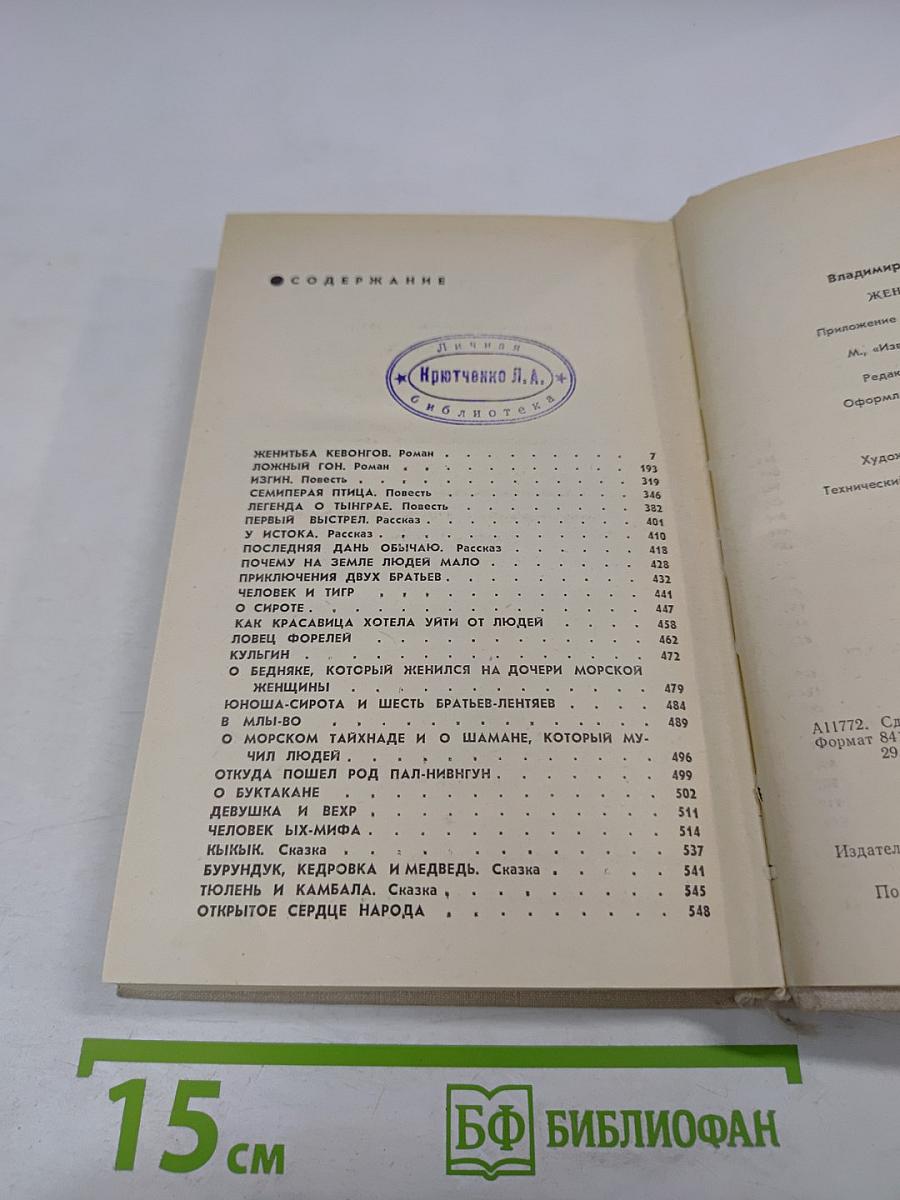 ● СОДЕРЖАНИЕ
Личная
Крютченко Л.А.
библиотека
ЖЕНИТЬБА КЕВОНГОВ. Роман . . . . . . . . . 7
ЛОЖНЫЙ ГОН. Роман . . . . . . . . . . . 193
ИЗГИН. Повесть . . . . . . . . . . . . . 319
СЕМИПЕРАЯ ПТИЦА. Повесть . . . . . . . . . 346
ЛЕГЕНДА О ТЫНГРАЕ. Повесть . . . . . . . . 382
ПЕРВЫЙ ВЫСТРЕЛ. Рассказ . . . . . . . . . . 401
У ИСТОКА. Рассказ . . . . . . . . . . . . 410
ПОСЛЕДНЯЯ ДАНЬ ОБЫЧАЮ. Рассказ . . . . . 418
ПОЧЕМУ НА ЗЕМЛЕ ЛЮДЕЙ МАЛО . . . . . . 428
ПРИКЛЮЧЕНИЯ ДВУХ БРАТЬЕВ . . . . . . . . 432
ЧЕЛОВЕК И ТИГР . . . . . . . . . . . . 441
О СИРОТЕ . . . . . . . . . . . . . . . 447
КАК КРАСАВИЦА ХОТЕЛА УЙТИ ОТ ЛЮДЕЙ . . . . 458
ЛОВЕЦ ФОРЕЛЕЙ . . . . . . . . . . . . 462
КУЛЬГИН . . . . . . . . . . . . . . . 472
О БЕДНЯКЕ, КОТОРЫЙ ЖЕНИЛСЯ НА ДОЧЕРИ МОРСКОЙ
ЖЕНЩИНЫ . . . . . . . . . . . . . 479
ЮНОША-СИРОТА И ШЕСТЬ БРАТЬЕВ-ЛЕНТЯЕВ . . . . 484
В МЛЫ-ВО . . . . . . . . . . . . . . 489
О МОРСКОМ ТАЙХНАДЕ И О ШАМАНЕ, КОТОРЫЙ МУ-
ЧИЛ ЛЮДЕЙ . . . . . . . . . . . . . 496
ОТКУДА ПОШЕЛ РОД ПАЛ-НИВНГУН . . . . . . . 499
О БУКТАКАНЕ . . . . . . . . . . . . . 502
ДЕВУШКА И ВЕХР . . . . . . . . . . . . 511
ЧЕЛОВЕК ЫХ-МИФА . . . . . . . . . . . . 514
КЫКЫК. Сказка . . . . . . . . . . . . . 537
БУРУНДУК, КЕДРОВКА И МЕДВЕДЬ. Сказка . . . . . 541
ТЮЛЕНЬ И КАМБАЛА. Сказка . . . . . . . . . 545
ОТКРЫТОЕ СЕРДЦЕ НАРОДА . . . . . . . . . 548
Владимир
ЖЕН
Приложение
М., «Изв
Редак
Оформл
Худож
Технический
А11772. Сд
Формат 84
29
Издател
По
15 см
БФ БИБЛИОФАН